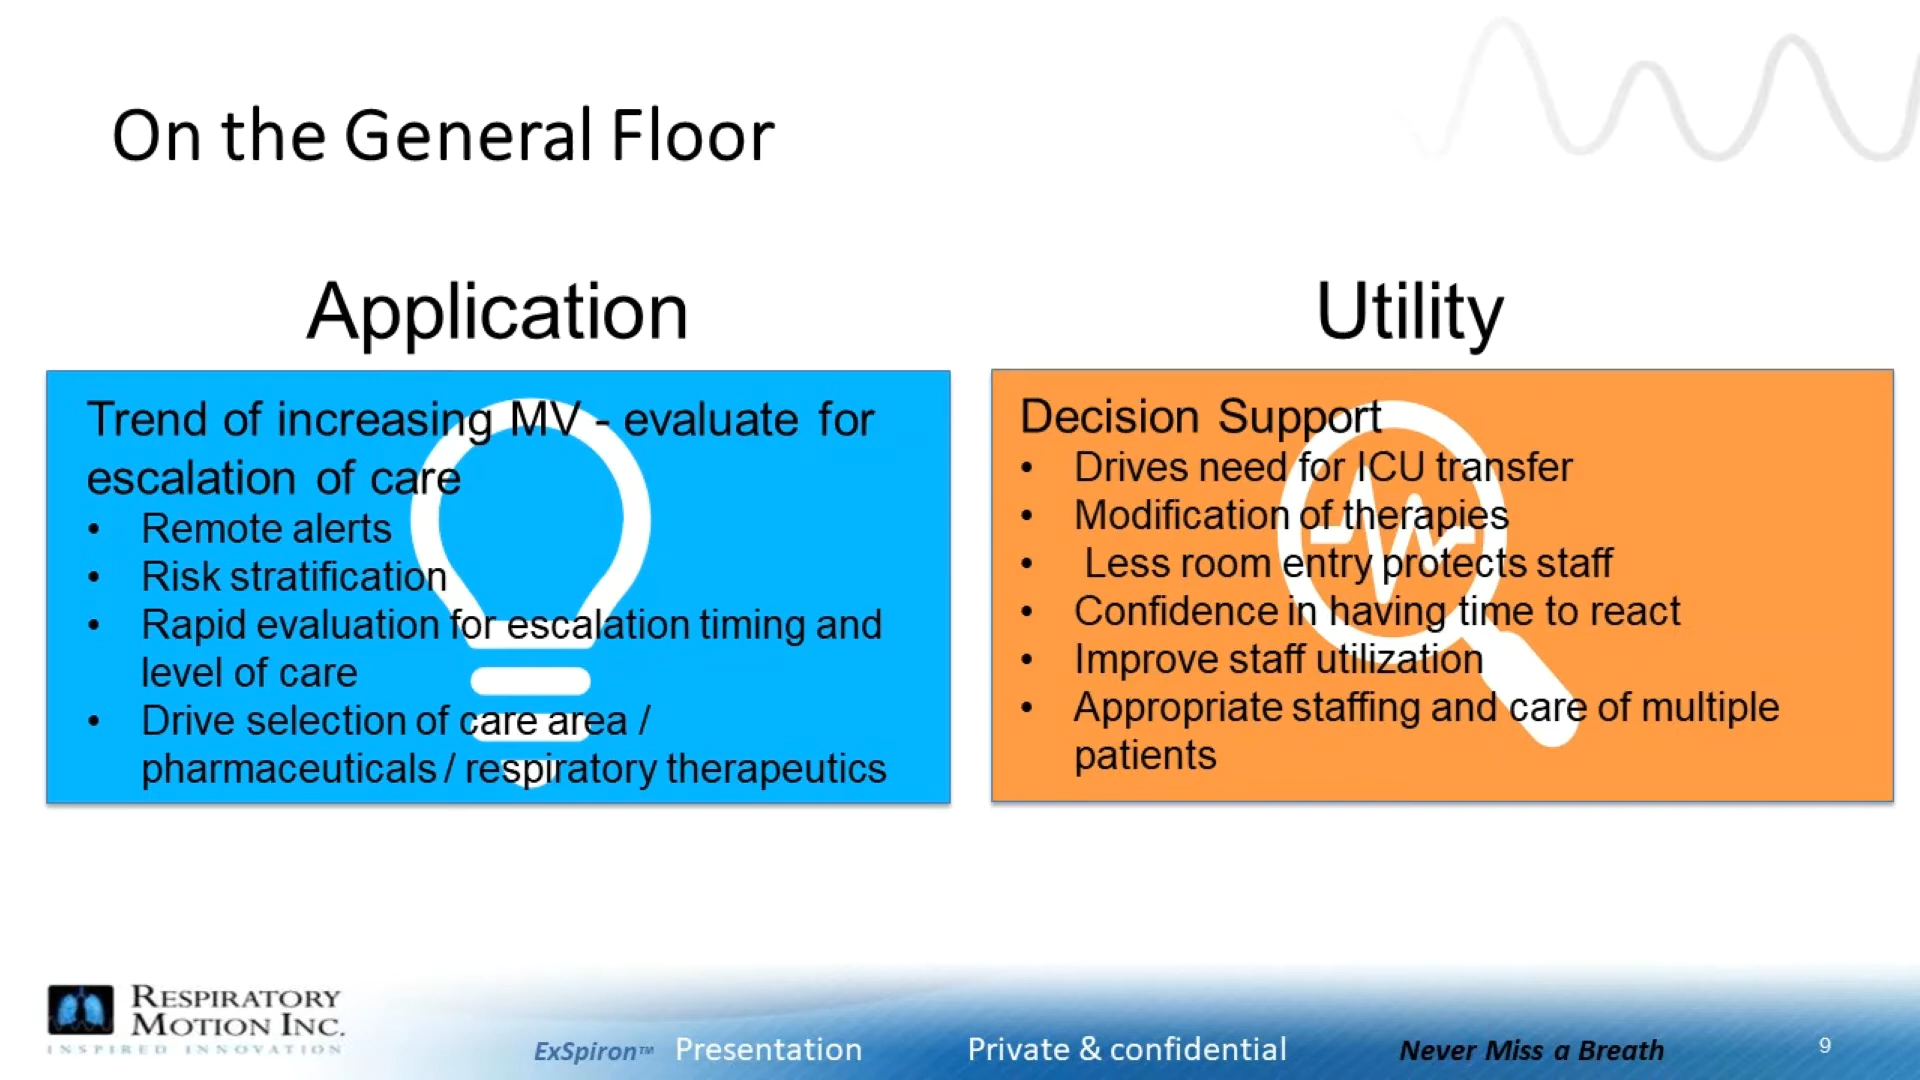 On the General Floor
Application
Trend of increasing MV - evaluate for
escalation of care
• Remote alerts
• Risk stratification
• Rapid evaluation for escalation timing and
level of care
• Drive selection of care area /
pharmaceuticals / respiratory therapeutics
Utility
Decision Support
• Drives need for ICU transfer
• Modification of therapies
• Less room entry protects staff
• Confidence in having time to react
• Improve staff utilization
• Appropriate staffing and care of multiple
patients
RESPIRATORY
MOTION INC.
INSPIRED INNOVATION
ExSpiron™ Presentation Private & confidential Never Miss a Breath 9